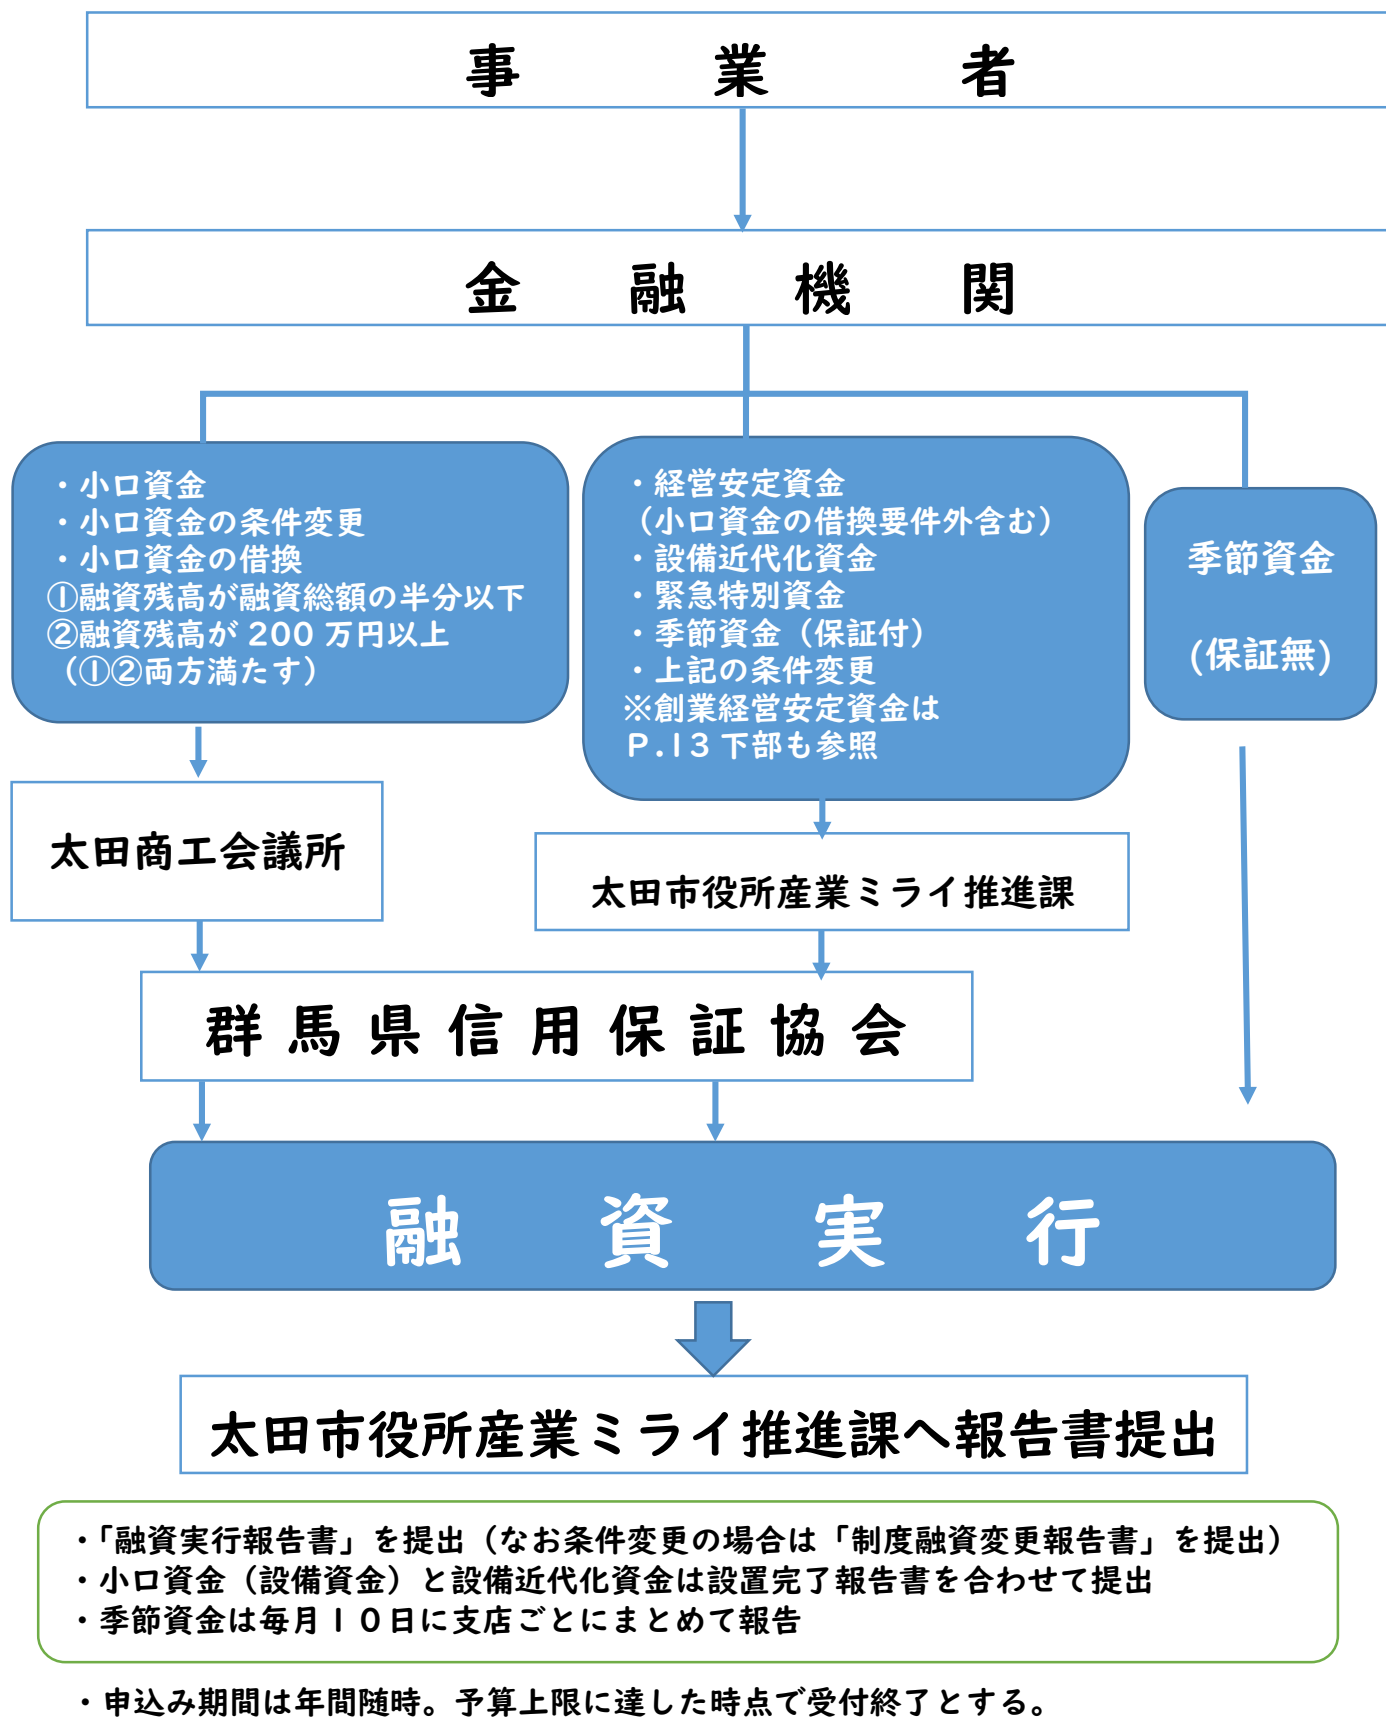 事業者
金融機関
・小口資金
・小口資金の条件変更
・小口資金の借換
①融資残高が融資総額の半分以下
②融資残高が200万円以上
（①②両方満たす）
・経営安定資金
（小口資金の借換要件外含む）
・設備近代化資金
・緊急特別資金
・季節資金（保証付）
・上記の条件変更
※創業経営安定資金は
P.13下部も参照
季節資金
(保証無)
太田商工会議所
太田市役所産業ミライ推進課
群馬県信用保証協会
融資実行
太田市役所産業ミライ推進課へ報告書提出
・「融資実行報告書」を提出（なお条件変更の場合は「制度融資変更報告書」を提出）
・小口資金（設備資金）と設備近代化資金は設置完了報告書を合わせて提出
・季節資金は毎月１０日に支店ごとにまとめて報告
・申込み期間は年間随時。予算上限に達した時点で受付終了とする。